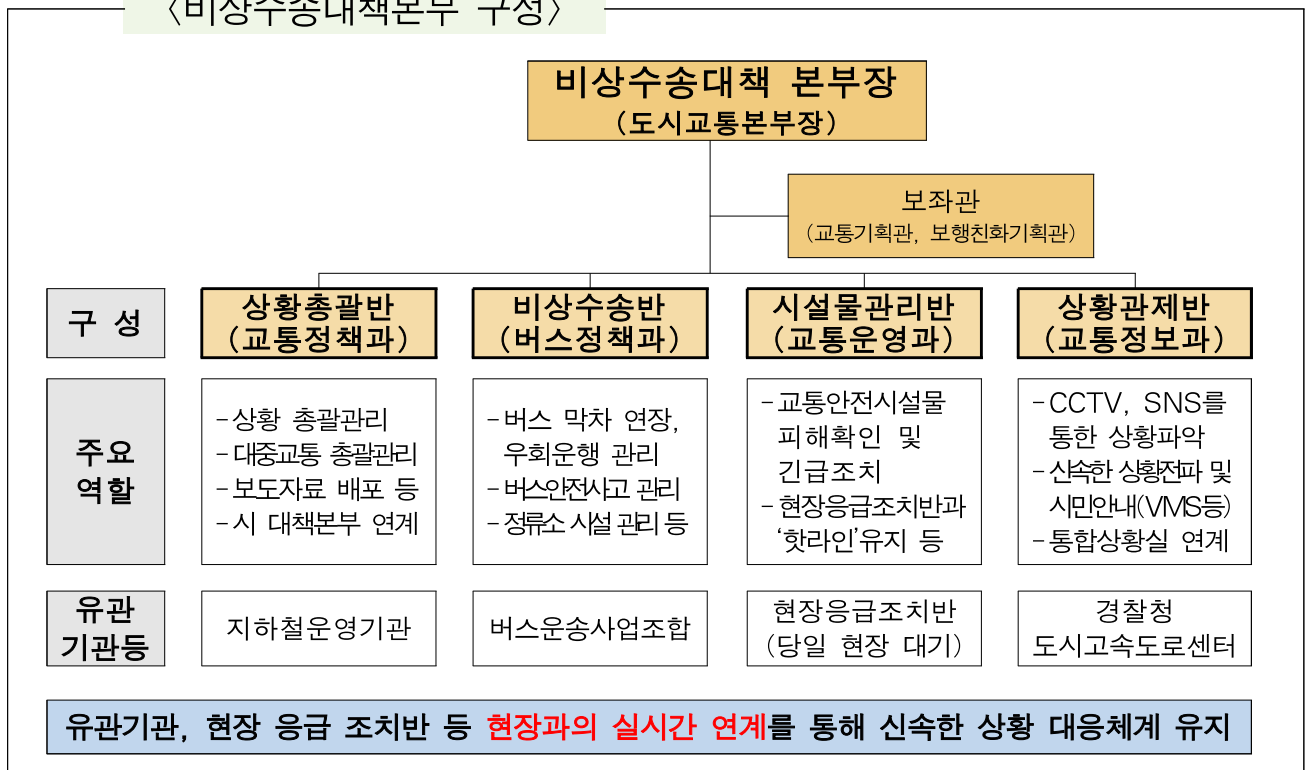 〈비상수송대책본부 구성〉
비상수송대책 본부장
(도시교통본부장)
보좌관
(교통기획관, 보행친화기획관)
구 성
상황총괄반
(교통정책과)
비상수송반
(버스정책과)
시설물관리반
(교통운영과)
상황관제반
(교통정보과)
주요
역할
-상황 총괄관리
-대중교통 총괄관리
-보도자료 배포 등
-시 대책본부 연계
-버스 막차 연장,
우회운행 관리
-버스안전사고 관리
-정류소 시설 관리 등
-교통안전시설물
피해확인 및
긴급조치
-현장응급조치반과
‘핫라인’유지 등
-CCTV, SNS를
통한 상황파악
-신속한 상황전파 및
시민안내(VMS등)
-통합상황실 연계
유관
기관등
지하철운영기관
버스운송사업조합
현장응급조치반
(당일 현장 대기)
경찰청
도시고속도로센터
유관기관, 현장 응급 조치반 등 현장과의 실시간 연계를 통해 신속한 상황 대응체계 유지